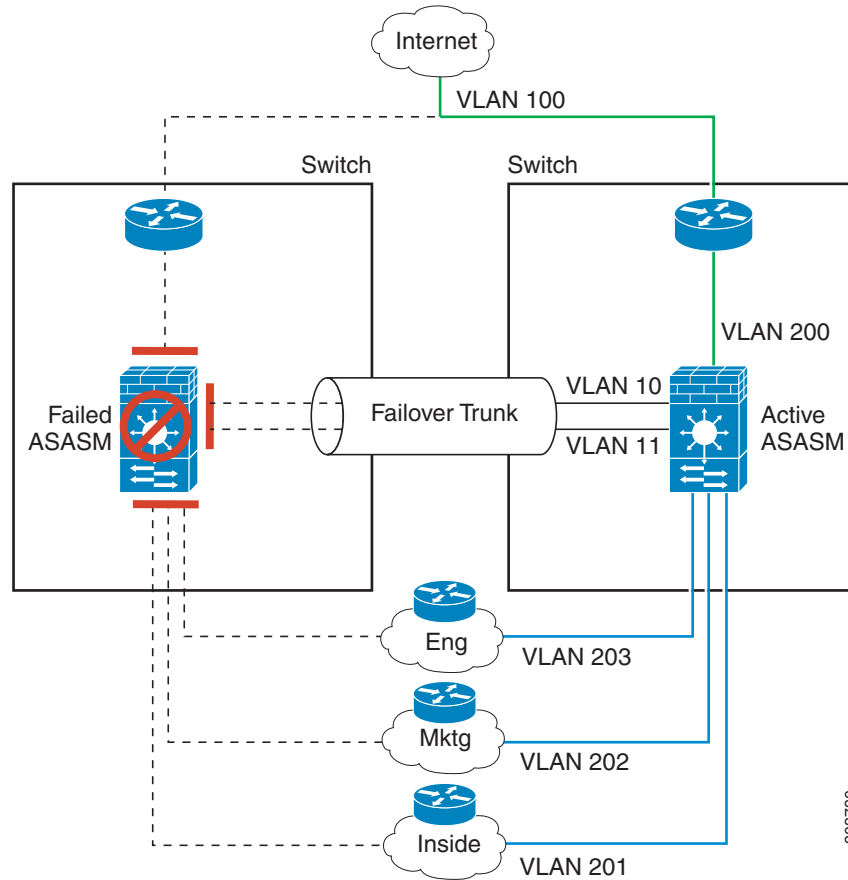 Internet
VLAN 100
Switch
Switch
VLAN 200
Failed
ASASM
Failover Trunk
VLAN 10
VLAN 11
Active
ASASM
Eng
VLAN 203
Mktg
VLAN 202
Inside
VLAN 201